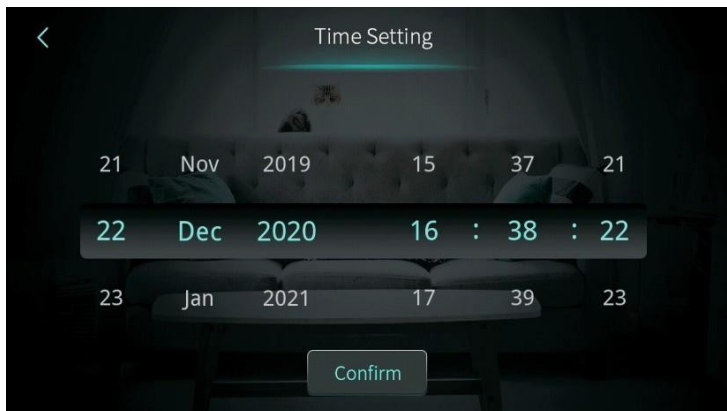 Time Setting
21 Nov 2019 15 37 21
22 Dec 2020 16 : 38 : 22
23 Jan 2021 17 39 23
Confirm